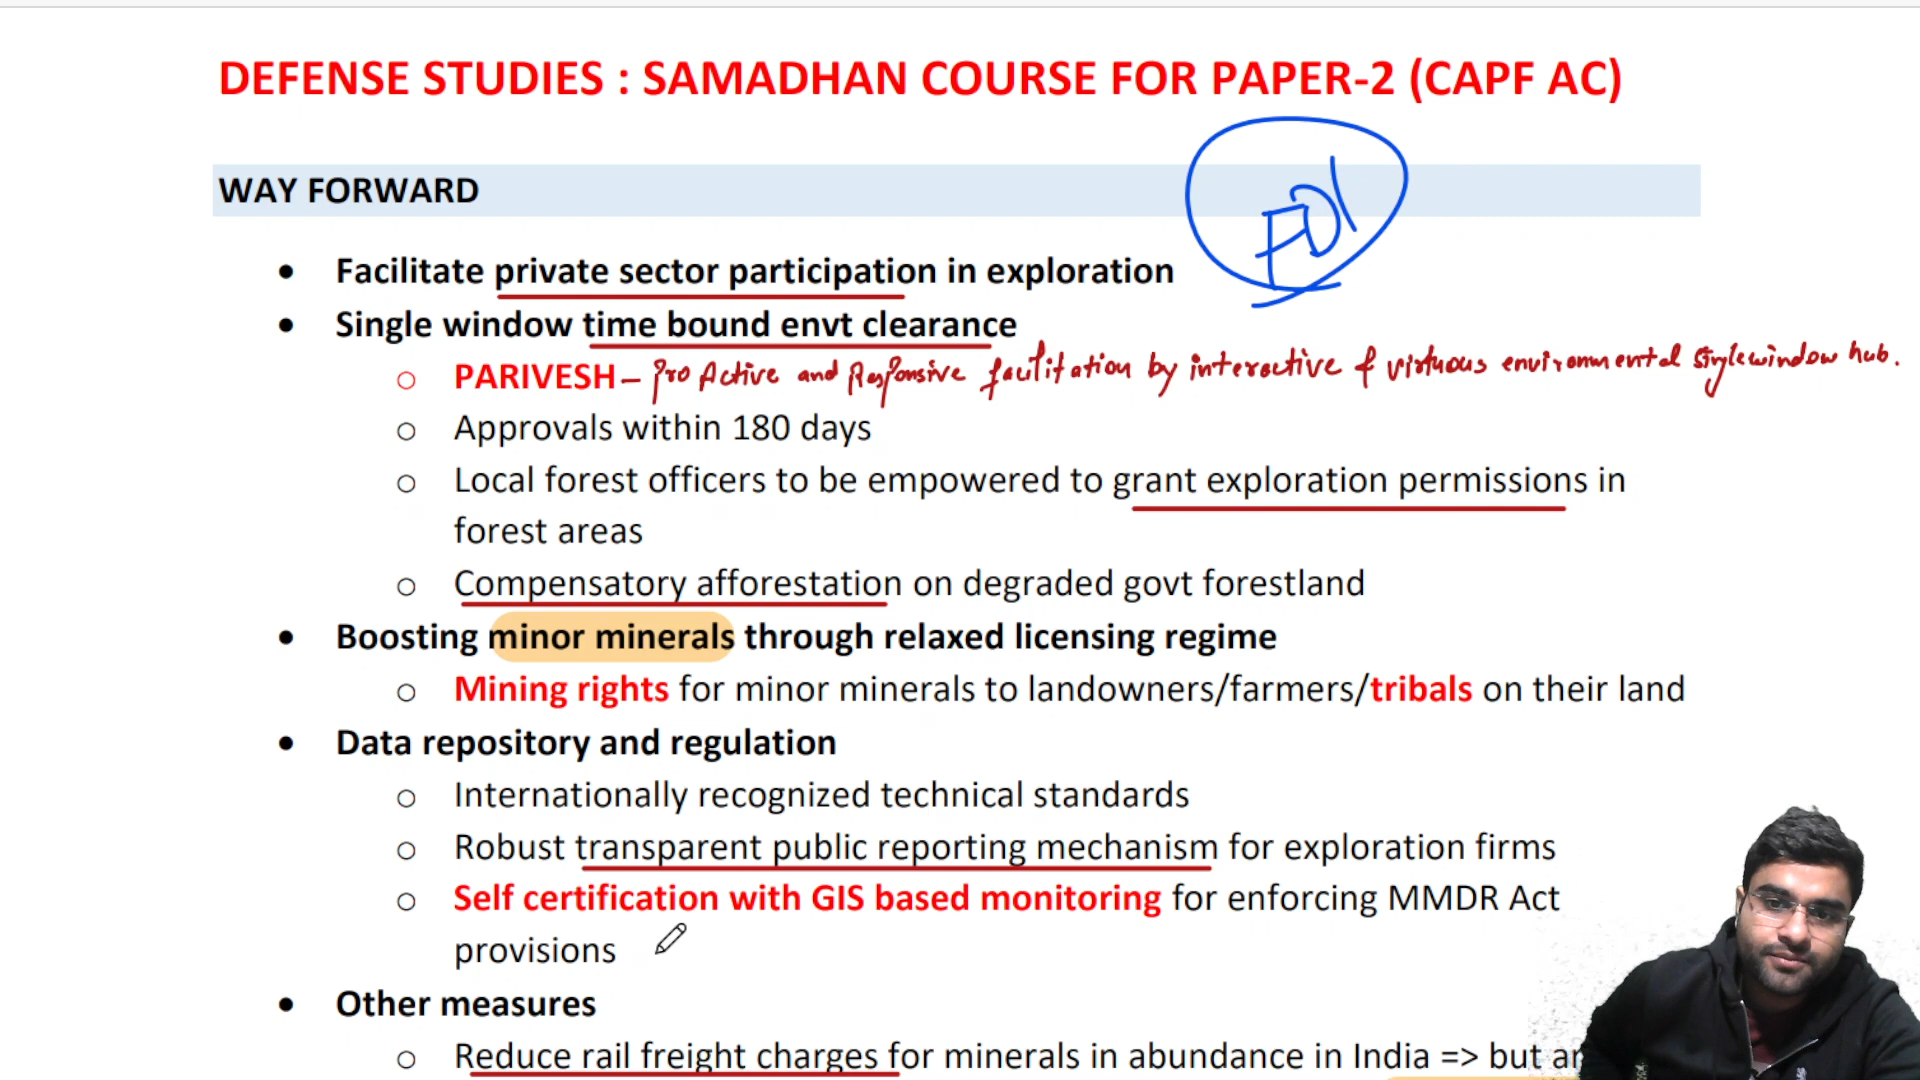 DEFENSE STUDIES : SAMADHAN COURSE FOR PAPER-2 (CAPF AC)
WAY FORWARD
FDI
• Facilitate private sector participation in exploration
• Single window time bound envt clearance
○ PARIVESH – Pro Active and Responsive facilitation by interactive & virtuous environmental singlewindow hub.
○ Approvals within 180 days
○ Local forest officers to be empowered to grant exploration permissions in
forest areas
○ Compensatory afforestation on degraded govt forestland
• Boosting minor minerals through relaxed licensing regime
○ Mining rights for minor minerals to landowners/farmers/tribals on their land
• Data repository and regulation
○ Internationally recognized technical standards
○ Robust transparent public reporting mechanism for exploration firms
○ Self certification with GIS based monitoring for enforcing MMDR Act
provisions
• Other measures
○ Reduce rail freight charges for minerals in abundance in India => but